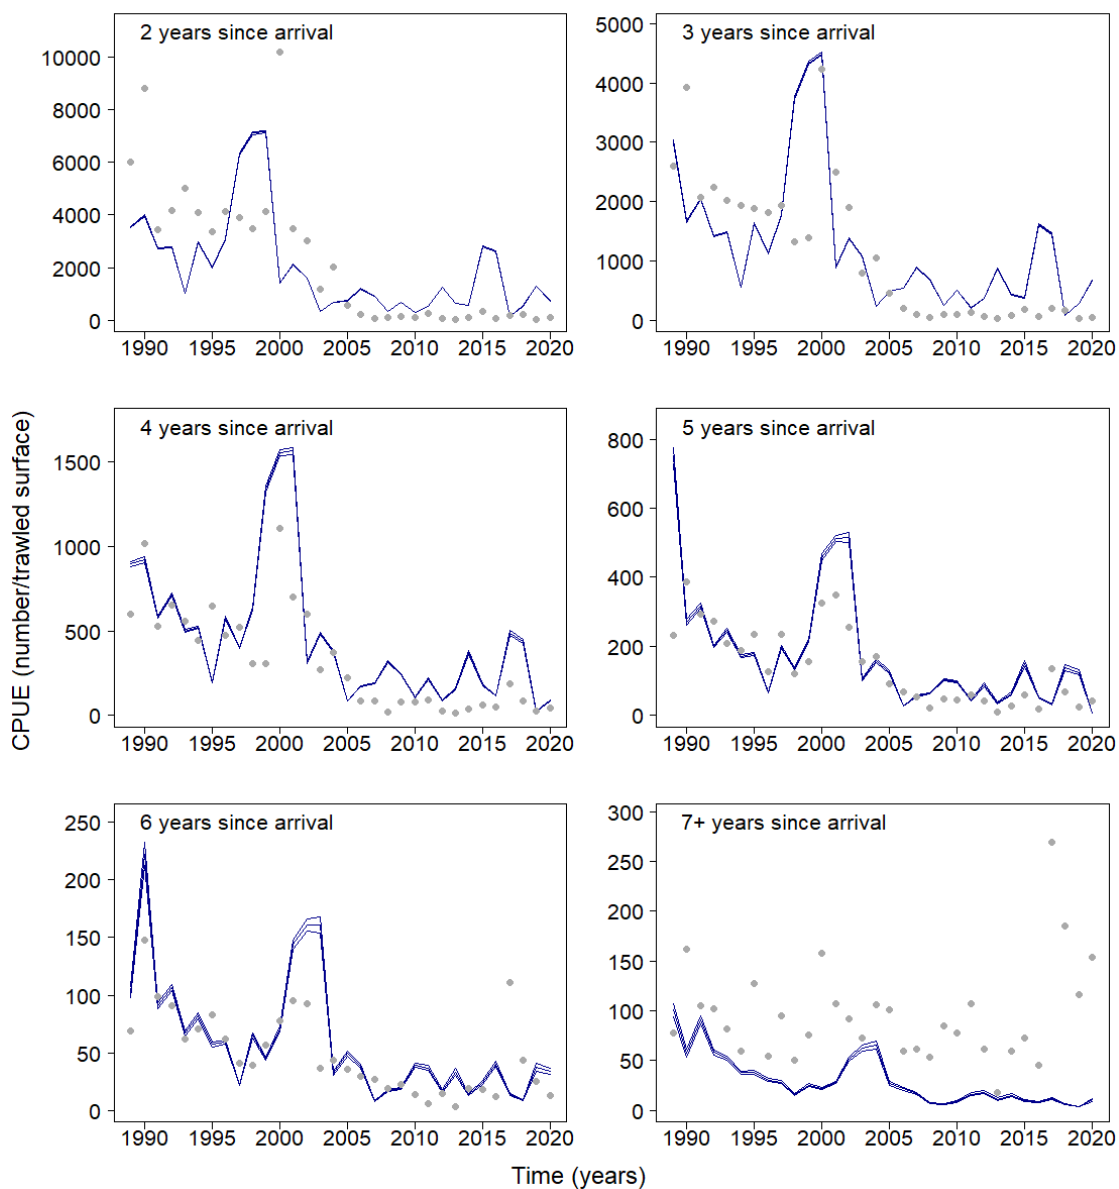 2 years since arrival
10000
8000
6000
4000
2000
0
1990 1995 2000 2005 2010 2015 2020
3 years since arrival
5000
4000
3000
2000
1000
0
1990 1995 2000 2005 2010 2015 2020
4 years since arrival
1500
1000
500
0
1990 1995 2000 2005 2010 2015 2020
5 years since arrival
800
600
400
200
0
1990 1995 2000 2005 2010 2015 2020
6 years since arrival
250
200
150
100
50
0
1990 1995 2000 2005 2010 2015 2020
7+ years since arrival
300
250
200
150
100
50
0
1990 1995 2000 2005 2010 2015 2020
CPUE (number/trawled surface)
Time (years)